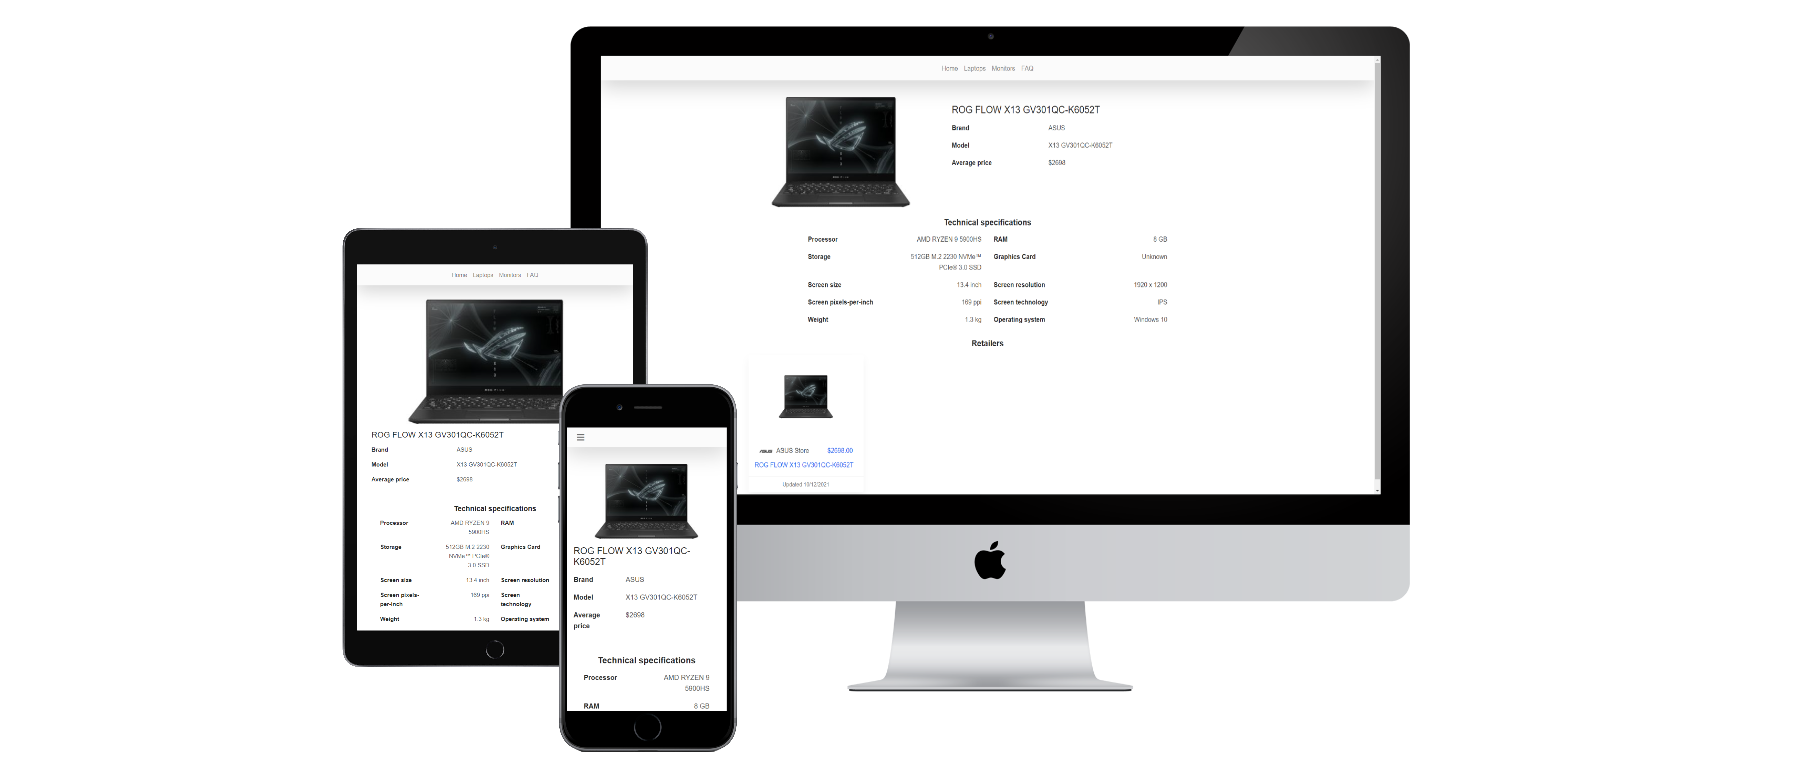 Home Laptops Monitors FAQ
ROG FLOW X13 GV301QC-K6052T
Brand ASUS
Model X13 GV301QC-K6052T
Average price $2698
Technical specifications
Processor AMD RYZEN 9 5900HS RAM 8 GB
Storage 512GB M.2 2230 NVMe™ Graphics Card Unknown
PCIe® 3.0 SSD
Screen size 13.4 inch Screen resolution 1920 x 1200
Screen pixels-per-inch 169 ppi Screen technology IPS
Weight 1.3 kg Operating system Windows 10
Retailers
ASUS ASUS Store $2698.00
ROG FLOW X13 GV301QC-K6052T
Updated 10/12/2021
Home Laptops Monitors FAQ
ROG FLOW X13 GV301QC-K6052T
Brand ASUS
Model X13 GV301QC-K6052T
Average price $2698
Technical specifications
Processor AMD RYZEN 9 RAM
5900HS
Storage 512GB M.2 2230 Graphics Card
NVMe™ PCIe®
3.0 SSD
Screen size 13.4 inch Screen resolution
Screen pixels- 169 ppi Screen
per-inch technology
Weight 1.3 kg Operating system
ROG FLOW X13 GV301QC-
K6052T
Brand ASUS
Model X13 GV301QC-K6052T
Average $2698
price
Technical specifications
Processor AMD RYZEN 9
5900HS
RAM 8 GB